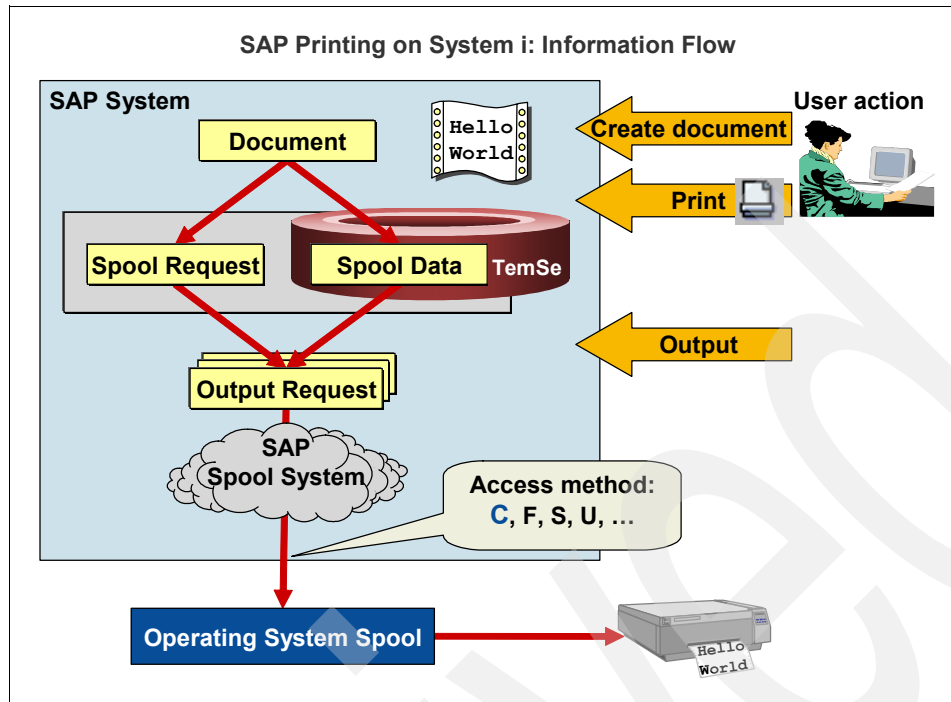 SAP Printing on System i: Information Flow
SAP System
User action
Hello
World
Create document
Document
Print
Spool Request
Spool Data
TemSe
Output
Output Request
SAP
Spool System
Access method:
C, F, S, U, …
Operating System Spool
Hello
World